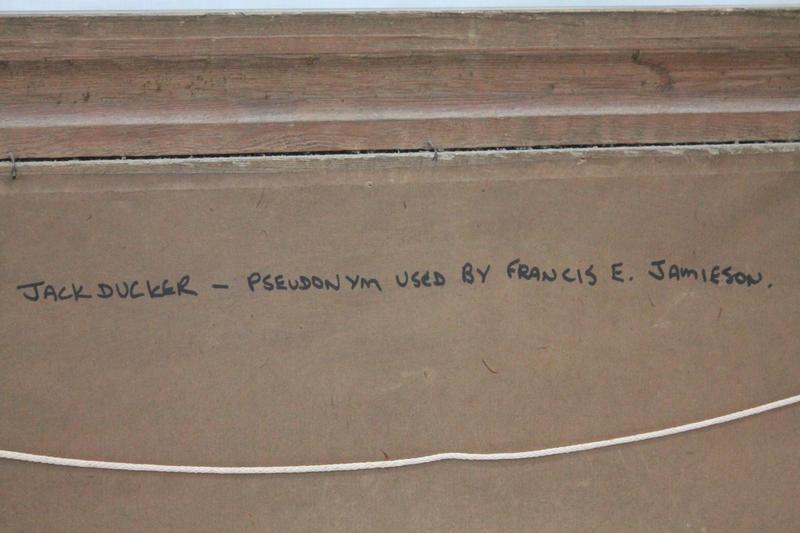 JACK DUCKER - PSEUDONYM USED BY FRANCIS E. JAMIESON.